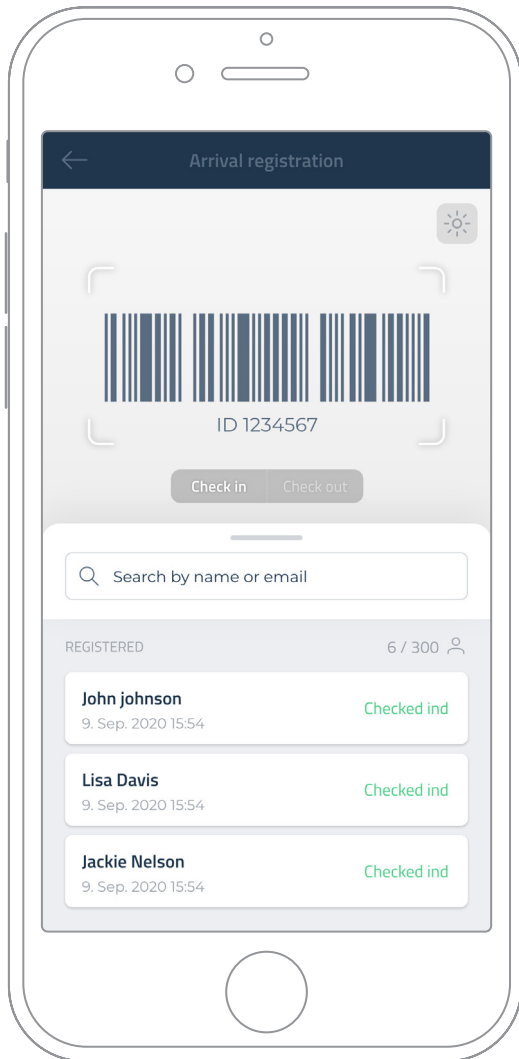 Arrival registration
ID 1234567
Check in Check out
Search by name or email
REGISTERED 6 / 300
John johnson
9. Sep. 2020 15:54
Checked ind
Lisa Davis
9. Sep. 2020 15:54
Checked ind
Jackie Nelson
9. Sep. 2020 15:54
Checked ind